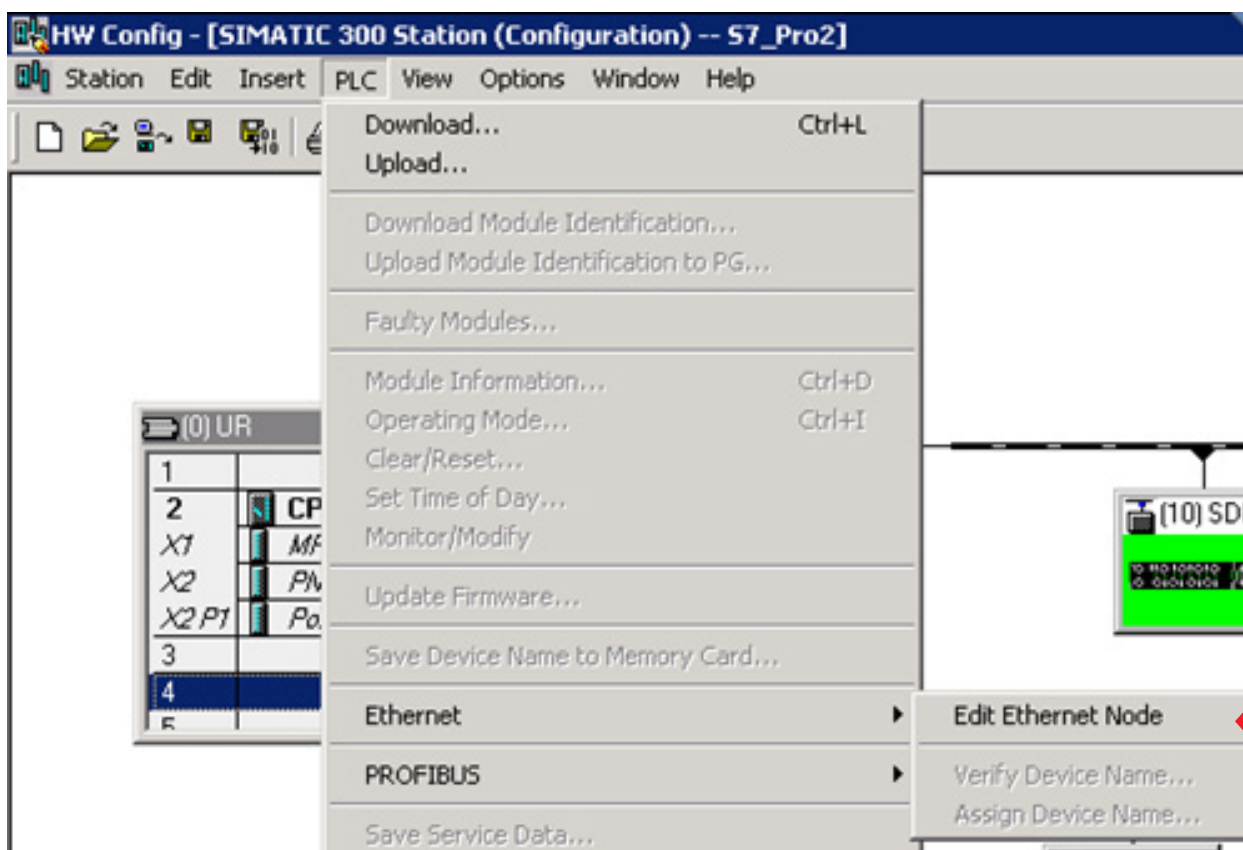 HW Config - [SIMATIC 300 Station (Configuration) -- S7_Pro2]
Station Edit Insert PLC View Options Window Help
Download... Ctrl+L
Upload...
Download Module Identification...
Upload Module Identification to PG...
Faulty Modules...
Module Information... Ctrl+D
Operating Mode... Ctrl+I
Clear/Reset...
Set Time of Day...
Monitor/Modify
Update Firmware...
Save Device Name to Memory Card...
Ethernet
PROFIBUS
Save Service Data...
Edit Ethernet Node
Verify Device Name...
Assign Device Name...
(0) UR
1
2 CP
X1 MP
X2 PN
X2 P1 Po
3
4
5
(10) SD